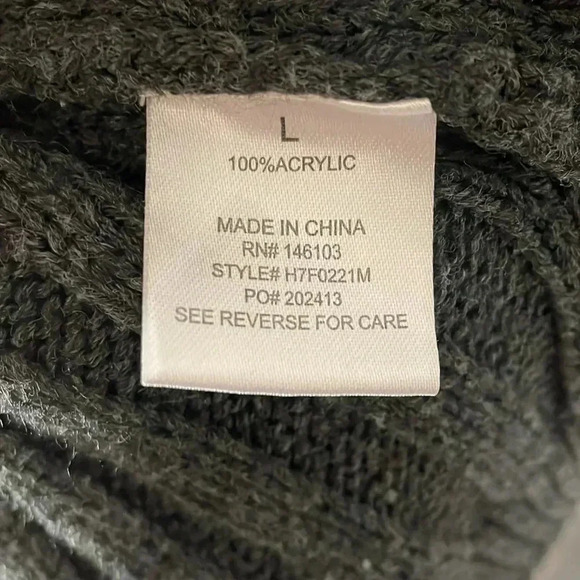 L
100%ACRYLIC
MADE IN CHINA
RN# 146103
STYLE# H7F0221M
PO# 202413
SEE REVERSE FOR CARE